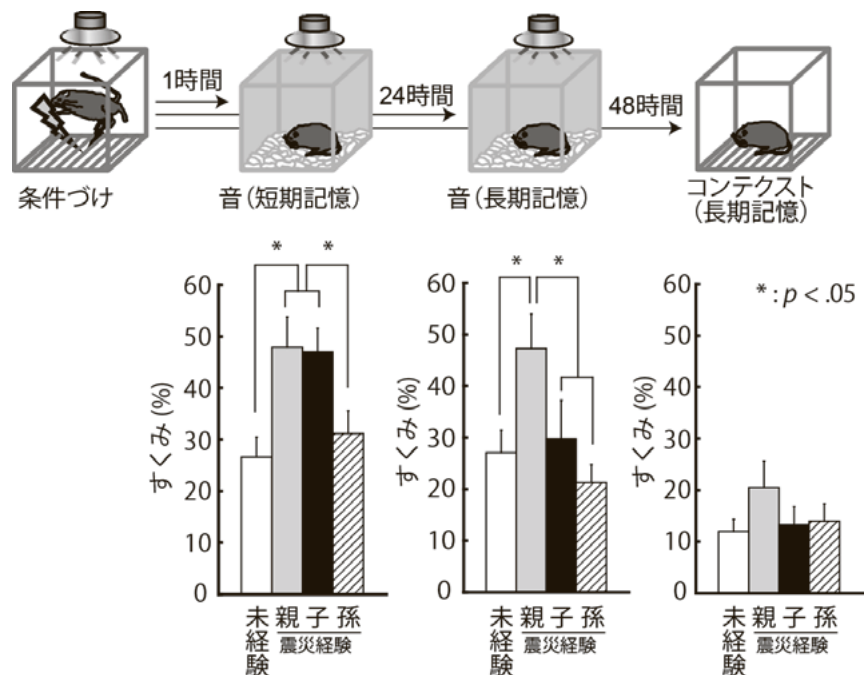 1時間
24時間
48時間
条件づけ
音(短期記憶)
音(長期記憶)
コンテクスト
(長期記憶)
* *
60
50
40
30
20
10
0
すくみ(%)
未経験
親 子 孫
震災経験
* *
60
50
40
30
20
10
0
すくみ(%)
未経験
親 子 孫
震災経験
*:p < .05
60
50
40
30
20
10
0
すくみ(%)
未経験
親 子 孫
震災経験